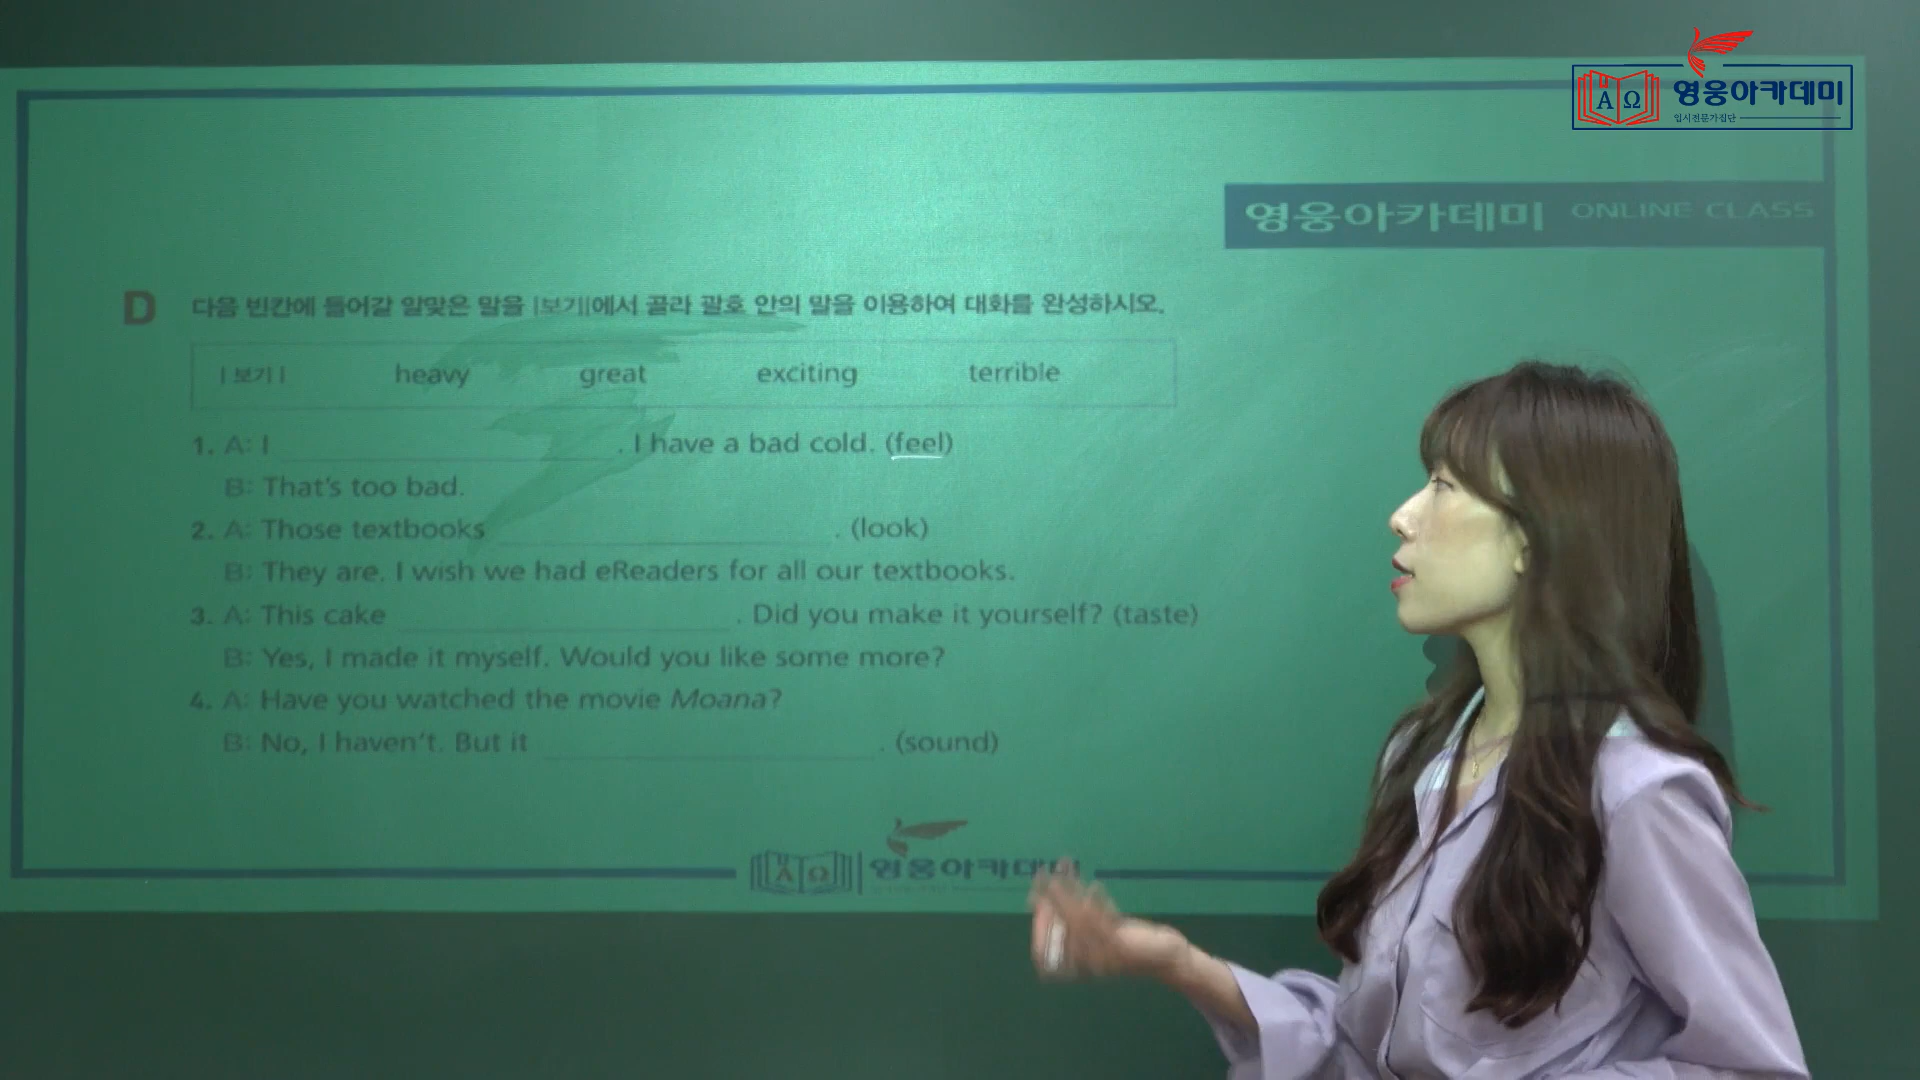 영웅아카데미
입시전문가집단
영웅아카데미 ONLINE CLASS
D 다음 빈칸에 들어갈 알맞은 말을 |보기|에서 골라 괄호 안의 말을 이용하여 대화를 완성하시오.
| 보기 | heavy great exciting terrible
1. A: I ____________ . I have a bad cold. (feel)
B: That's too bad.
2. A: Those textbooks ____________ . (look)
B: They are. I wish we had eReaders for all our textbooks.
3. A: This cake ____________ . Did you make it yourself? (taste)
B: Yes, I made it myself. Would you like some more?
4. A: Have you watched the movie Moana?
B: No, I haven't. But it ____________ . (sound)
영웅아카데미